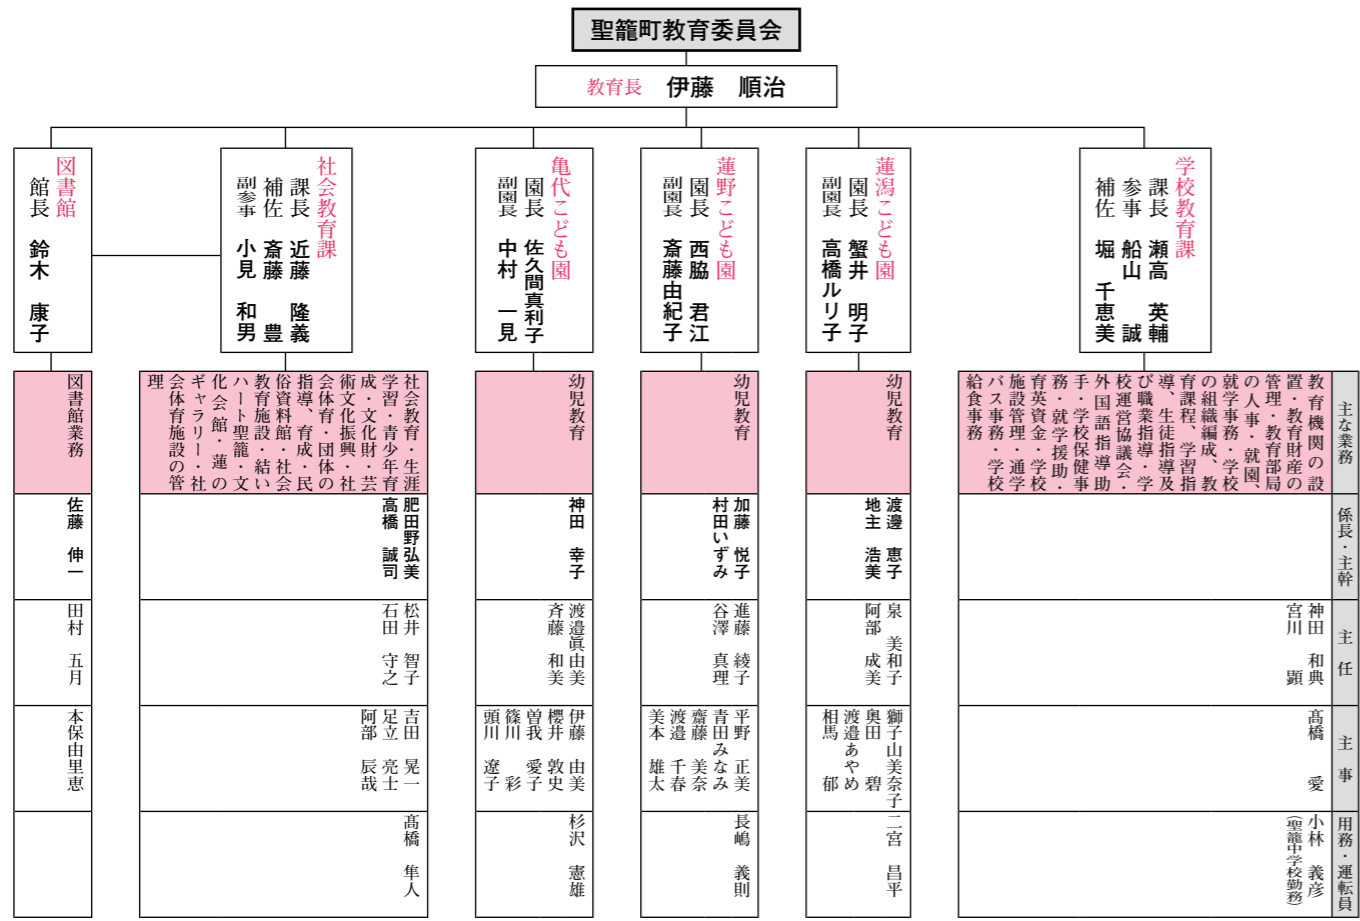 聖籠町教育委員会
教育長 伊藤 順治
学校教育課
課長 瀬高 英輔
参事 船山 誠
補佐 堀 千恵美
蓮潟こども園
園長 蟹井 明子
副園長 高橋ルリ子
蓮野こども園
園長 西脇 君江
副園長 斎藤由紀子
亀代こども園
園長 佐久間真利子
副園長 中村 一見
社会教育課
課長 近藤 隆義
補佐 斎藤 豊
副参事 小見 和男
図書館
館長 鈴木 康子
主な業務
教育機関の設
置・教育財産の
管理・教育部局
の人事・就園、
就学事務・学校
の組織編成、教
育課程、学習指
導、生徒指導及
び職業指導・学
校運営協議会・
外国語指導助
手・学校保健事
務・就学援助・
育英資金・学校
施設管理・通学
バス事務・学校
給食事務
幼児教育
幼児教育
幼児教育
社会教育・生涯
学習・青少年育
成・文化財・芸
術文化振興・社
会体育・団体の
指導、育成・民
俗資料館・社会
教育施設・結い
ハート聖籠・文
化会館・蓮の
ギャラリー・社
会体育施設の管
理
図書館業務
係長・主幹
渡邊 恵子
地主 浩美
加藤 悦子
村田いずみ
神田 幸子
肥田野弘美
高橋 誠司
佐藤 伸一
主任
神田 和典
宮川 顕
泉 美和子
阿部 成美
進藤 綾子
谷澤 真理
渡邉眞由美
斉藤 和美
松井 智子
石田 守之
田村 五月
主事
髙橋 愛
獅子山美奈子
奥田 碧
渡邉あやめ
相馬 郁
平野 正美
青田みなみ
齋藤 美奈
渡邉 千春
美本 雄太
伊藤 由美
櫻井 敦史
曽我 愛子
篠川 彩
頭川 遼子
吉田 晃一
足立 亮士
阿部 辰哉
本保由里恵
用務・運転員
小林 義彦
(聖籠中学校勤務)
二宮 昌平
長嶋 義則
杉沢 憲雄
髙橋 隼人